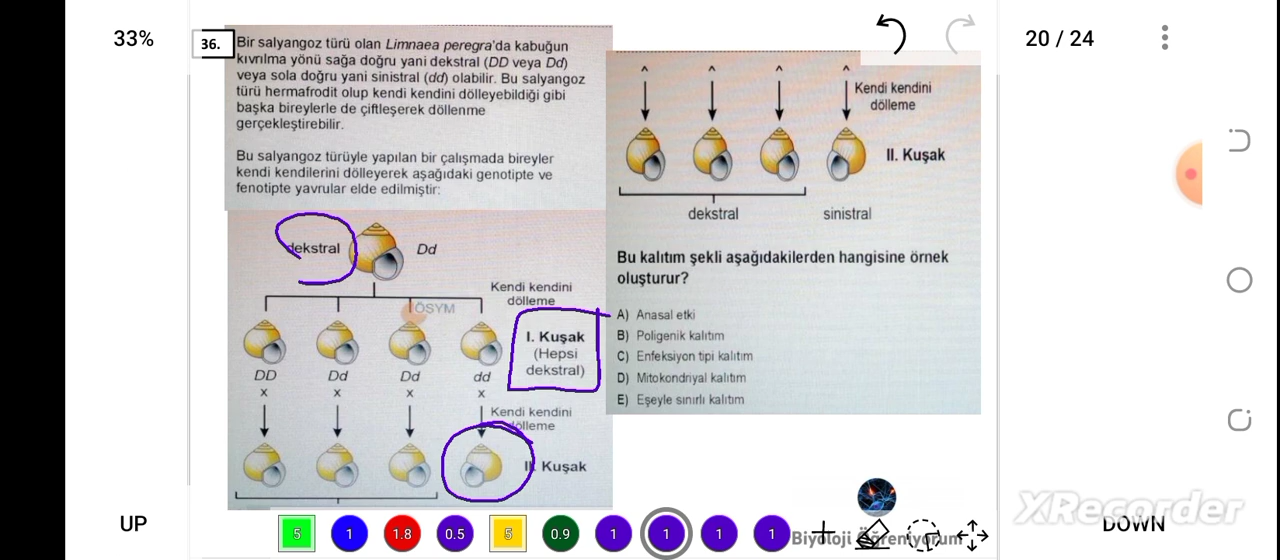 33%
36.
Bir salyangoz türü olan Limnaea peregra'da kabuğun
kıvrılma yönü sağa doğru yani dekstral (DD veya Dd)
veya sola doğru yani sinistral (dd) olabilir. Bu salyangoz
türü hermafrodit olup kendi kendini dölleyebildiği gibi
başka bireylerle de çiftleşerek döllenme
gerçekleştirebilir.
Bu salyangoz türüyle yapılan bir çalışmada bireyler
kendi kendilerini dölleyerek aşağıdaki genotipte ve
fenotipte yavrular elde edilmiştir:
dekstral
Dd
Kendi kendini
dölleme
ÖSYM
I. Kuşak
(Hepsi
dekstral)
DD Dd Dd dd
x x x x
Kendi kendini
dölleme
II. Kuşak
Kendi kendini
dölleme
II. Kuşak
dekstral sinistral
Bu kalıtım şekli aşağıdakilerden hangisine örnek
oluşturur?
A) Anasal etki
B) Poligenik kalıtım
C) Enfeksiyon tipi kalıtım
D) Mitokondriyal kalıtım
E) Eşeyle sınırlı kalıtım
20 / 24
UP
5 1 1.8 0.5 5 0.9 1 1 1 1
Biyoloji Öğreniyorum
XRecorder
DOWN